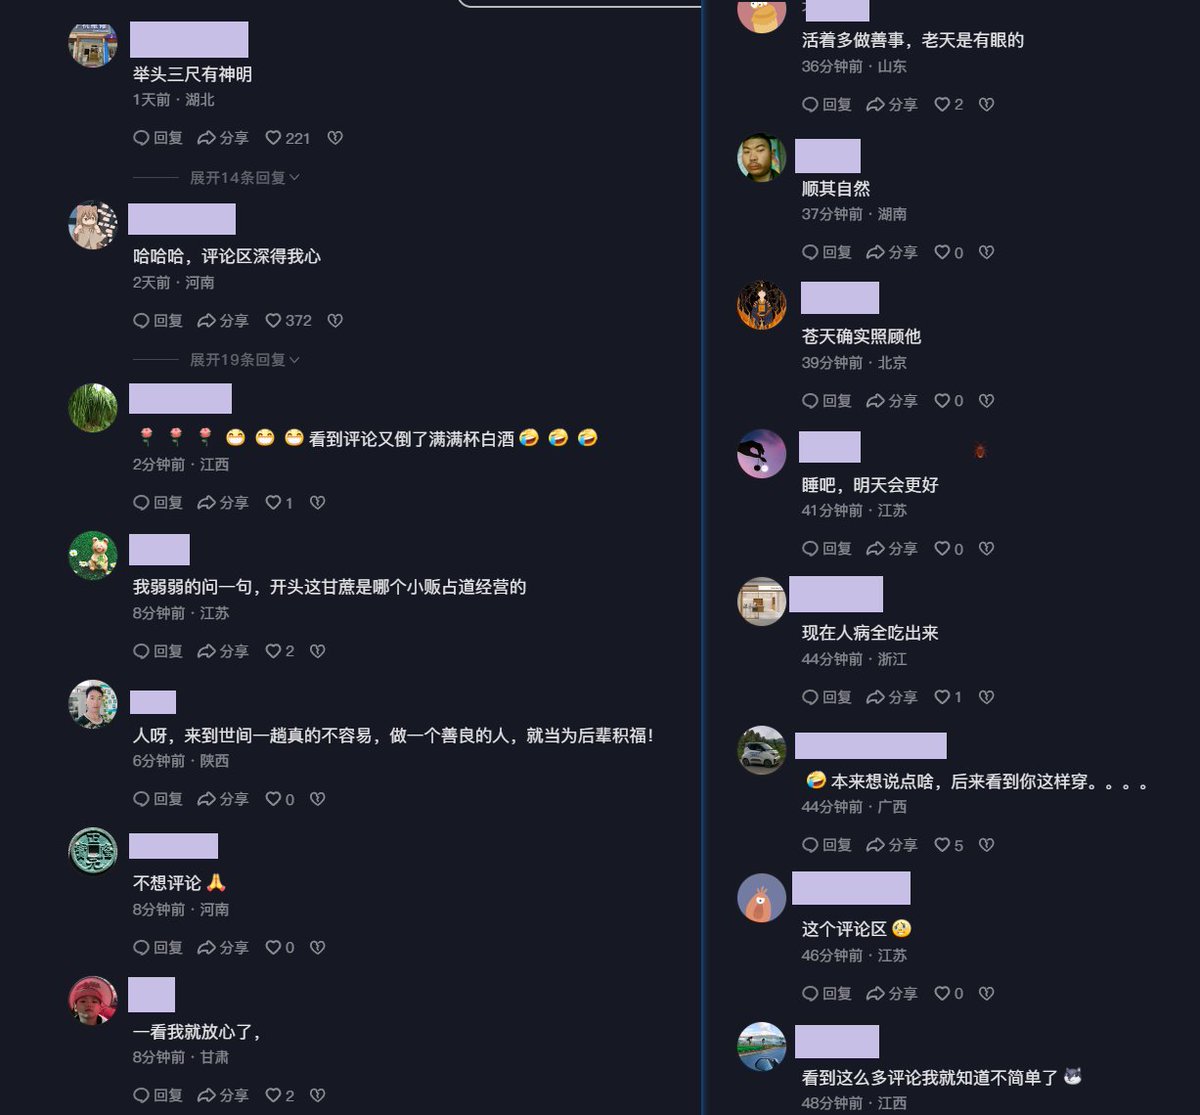 举头三尺有神明
1天前 · 湖北
回复 分享 221
展开14条回复
哈哈哈，评论区深得我心
2天前 · 河南
回复 分享 372
展开19条回复
🌹🌹🌹😁😁😁看到评论又倒了满满杯白酒🤣🤣🤣
2分钟前 · 江西
回复 分享 1
我弱弱的问一句，开头这甘蔗是哪个小贩占道经营的
8分钟前 · 江苏
回复 分享 2
人呀，来到世间一趟真的不容易，做一个善良的人，就当为后辈积福！
6分钟前 · 陕西
回复 分享 0
不想评论🙏
8分钟前 · 河南
回复 分享 0
一看我就放心了，
8分钟前 · 甘肃
回复 分享 2
活着多做善事，老天是有眼的
36分钟前 · 山东
回复 分享 2
顺其自然
37分钟前 · 湖南
回复 分享 0
苍天确实照顾他
39分钟前 · 北京
回复 分享 0
睡吧，明天会更好
41分钟前 · 江苏
回复 分享 0
现在人病全吃出来
44分钟前 · 浙江
回复 分享 1
🤣本来想说点啥，后来看到你这样穿。。。。
44分钟前 · 广西
回复 分享 5
这个评论区😢
46分钟前 · 江苏
回复 分享 0
看到这么多评论我就知道不简单了🐺
48分钟前 · 江西